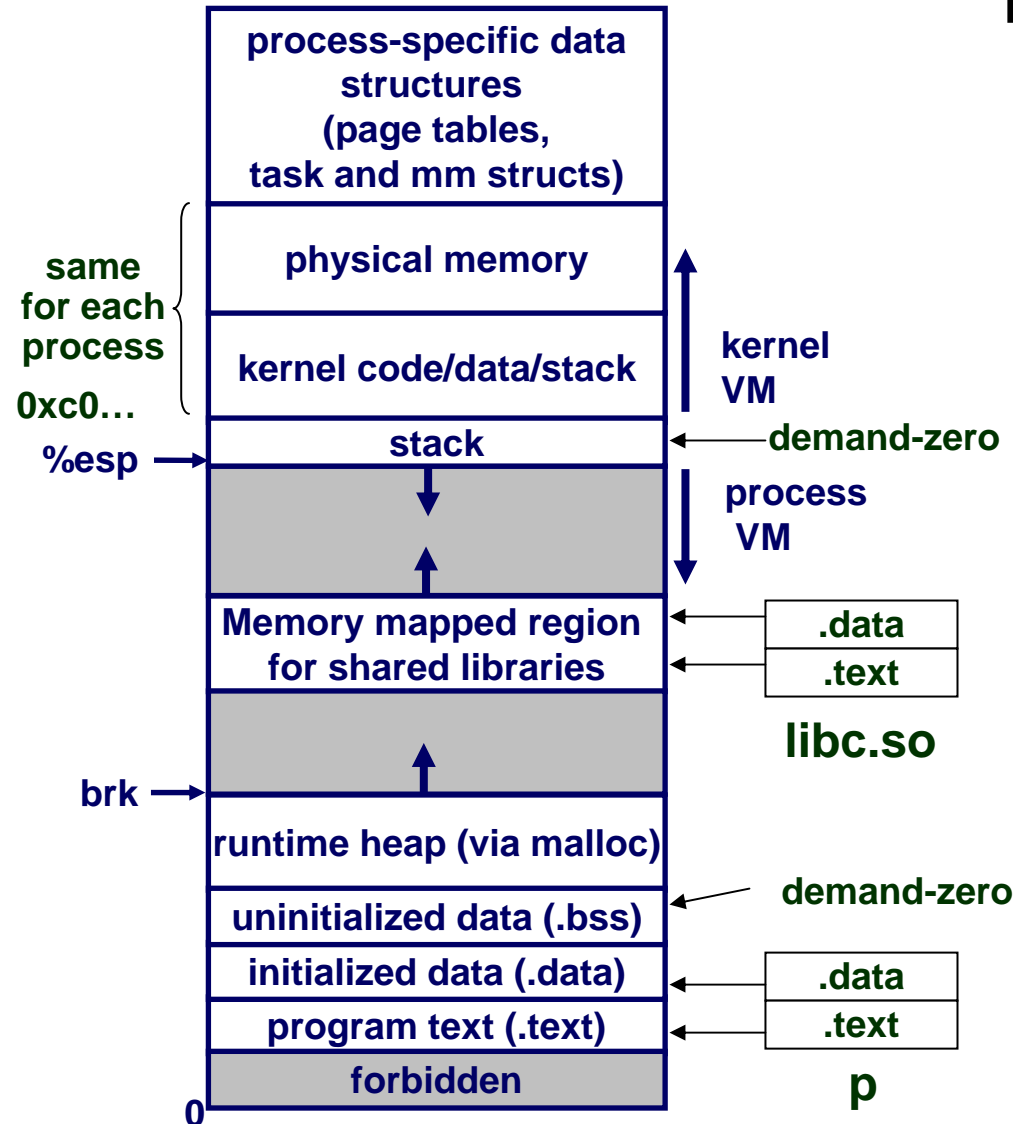 process-specific data
structures
(page tables,
task and mm structs)
physical memory
same
for each
process
kernel code/data/stack
kernel
VM
0xc0…
stack
demand-zero
%esp
process
VM
Memory mapped region
for shared libraries
.data
.text
libc.so
brk
runtime heap (via malloc)
uninitialized data (.bss)
demand-zero
initialized data (.data)
.data
program text (.text)
.text
forbidden
p
0